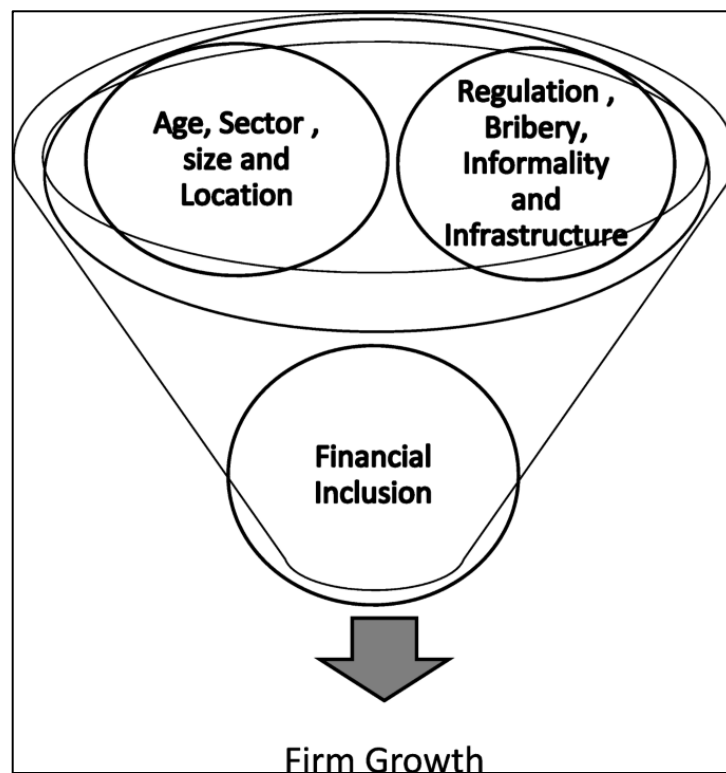 Age, Sector ,
size and
Location
Regulation ,
Bribery,
Informality
and
Infrastructure
Financial
Inclusion
Firm Growth